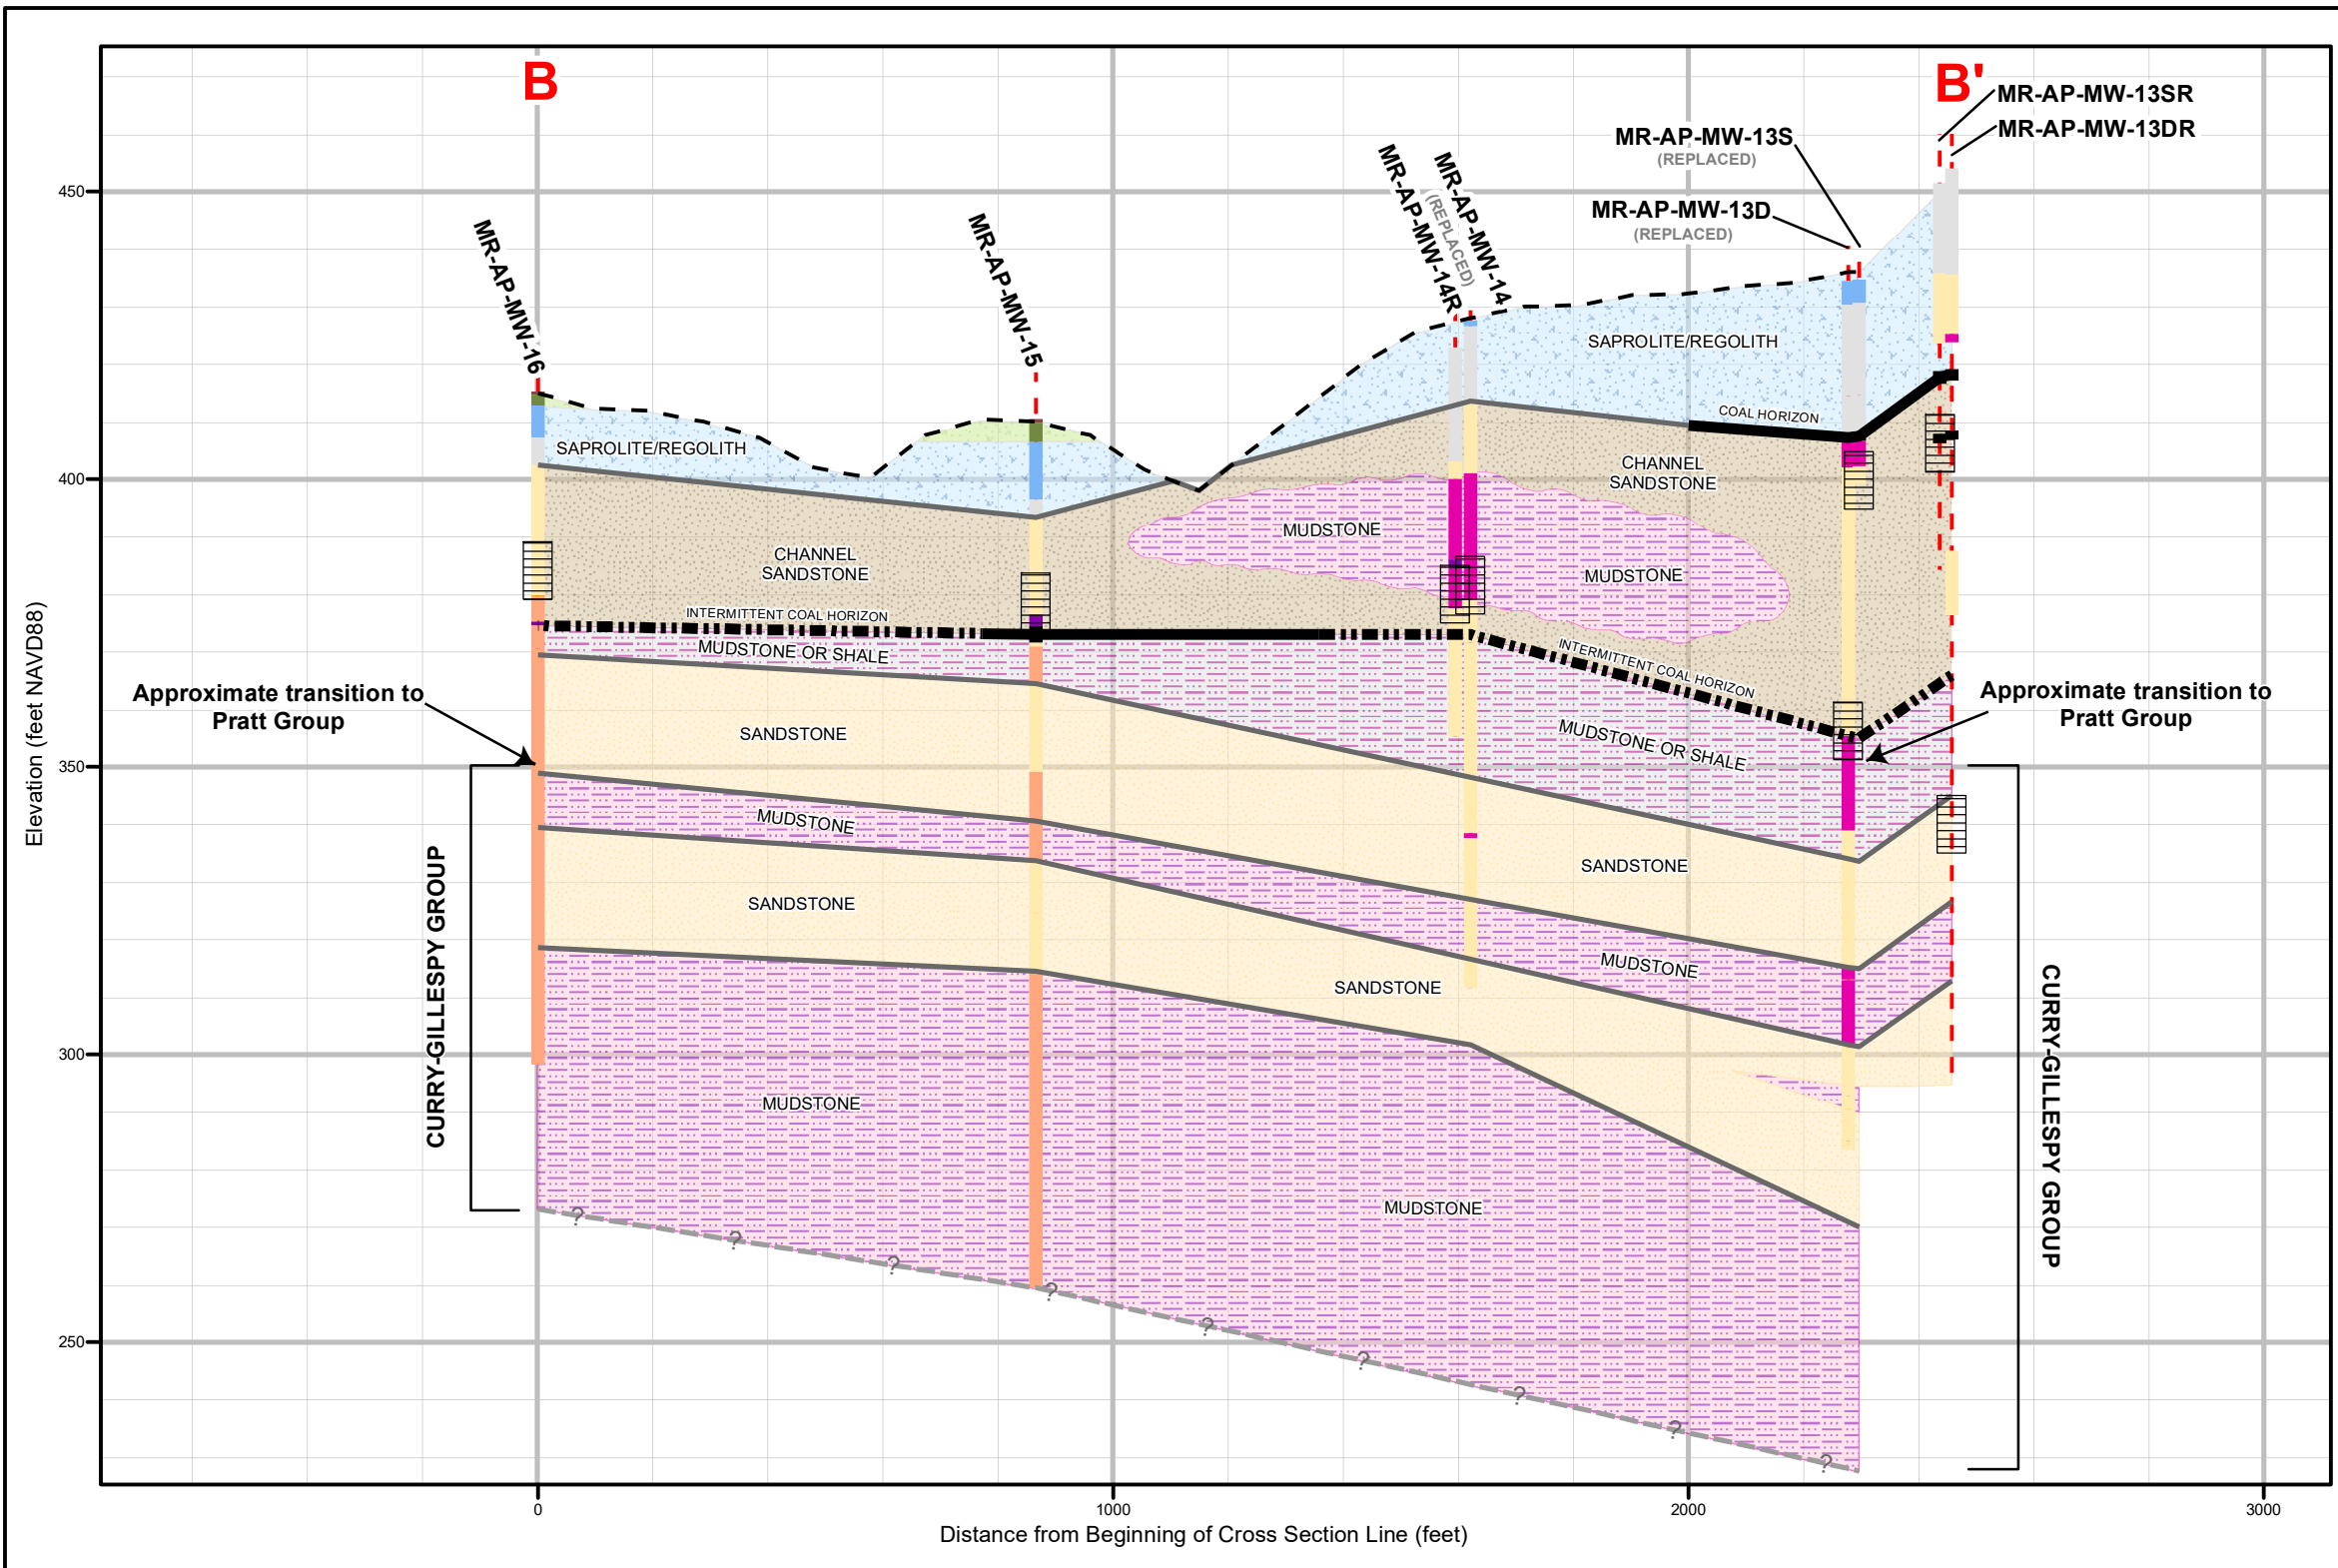 B
B'
MR-AP-MW-13SR
MR-AP-MW-13DR
MR-AP-MW-13S
(REPLACED)
MR-AP-MW-13D
(REPLACED)
MR-AP-MW-16
MR-AP-MW-15
MR-AP-MW-14R
(REPLACED)
MR-AP-MW-14
450
400
350
300
250
Elevation (feet NAVD88)
SAPROLITE/REGOLITH
SAPROLITE/REGOLITH
COAL HORIZON
CHANNEL
SANDSTONE
MUDSTONE
CHANNEL
SANDSTONE
MUDSTONE
INTERMITTENT COAL HORIZON
MUDSTONE OR SHALE
INTERMITTENT COAL HORIZON
MUDSTONE OR SHALE
Approximate transition to
Pratt Group
Approximate transition to
Pratt Group
SANDSTONE
MUDSTONE
SANDSTONE
SANDSTONE
MUDSTONE
SANDSTONE
MUDSTONE
MUDSTONE
CURRY-GILLESPY GROUP
CURRY-GILLESPY GROUP
? ? ? ? ? ? ? ? ?
0
1000
2000
3000
Distance from Beginning of Cross Section Line (feet)